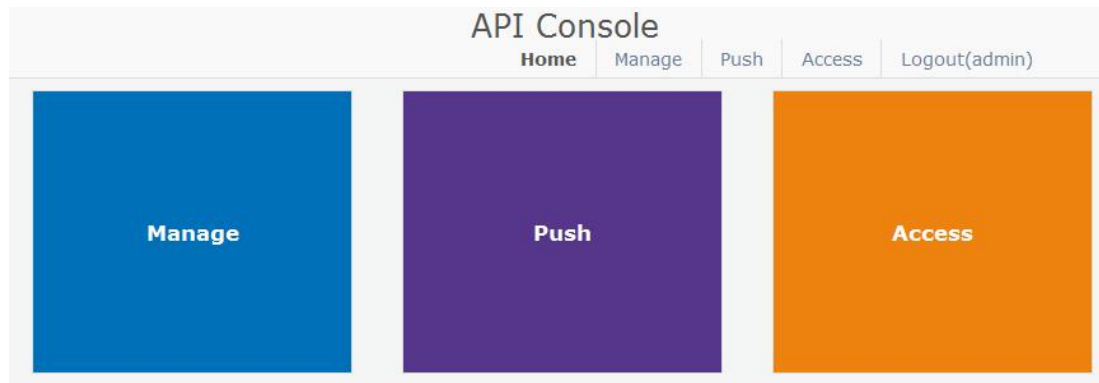 API Console
Home Manage Push Access Logout(admin)
Manage Push Access